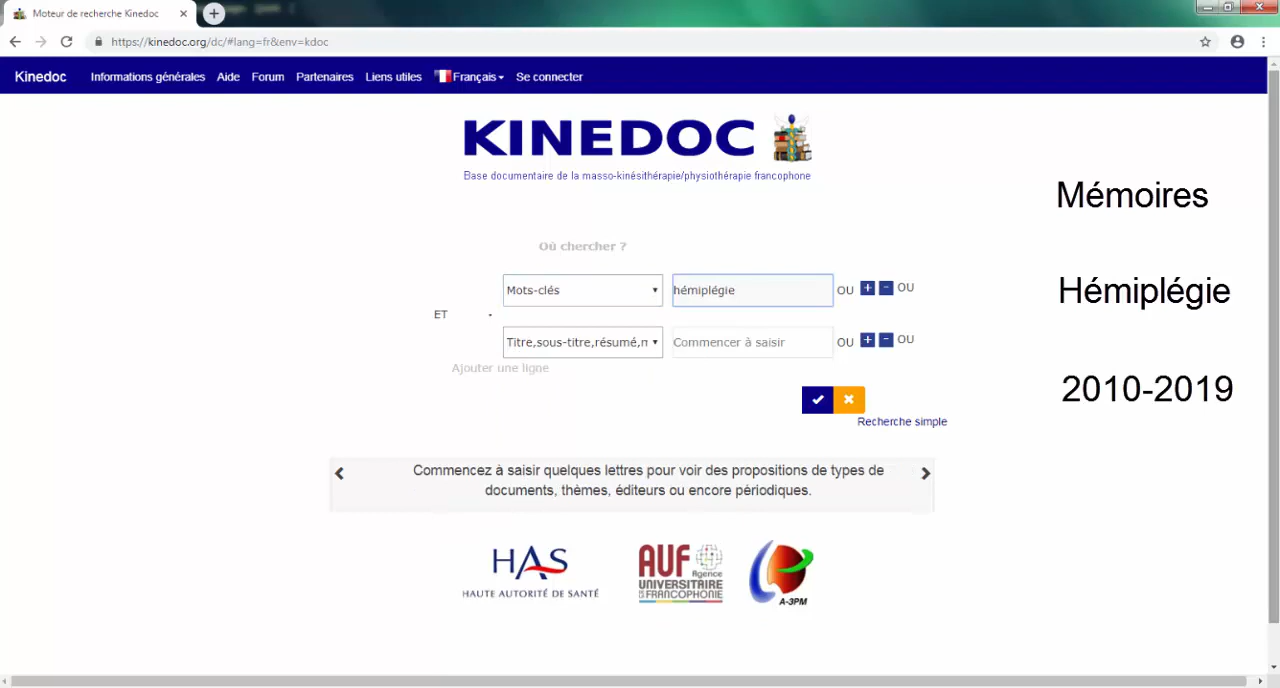 Moteur de recherche Kinedoc
https://kinedoc.org/dc/#lang=fr&env=kdoc
Kinedoc Informations générales Aide Forum Partenaires Liens utiles Français Se connecter
KINEDOC
Base documentaire de la masso-kinésithérapie/physiothérapie francophone
Mémoires
Où chercher ?
Mots-clés hémiplégie OU + - OU
Hémiplégie
ET
Titre,sous-titre,résumé,m Commencer à saisir OU + - OU
Ajouter une ligne
2010-2019
Recherche simple
Commencez à saisir quelques lettres pour voir des propositions de types de
documents, thèmes, éditeurs ou encore périodiques.
HAS
HAUTE AUTORITÉ DE SANTÉ
AUF
Agence
UNIVERSITAIRE
DE LA FRANCOPHONIE
A-3PM